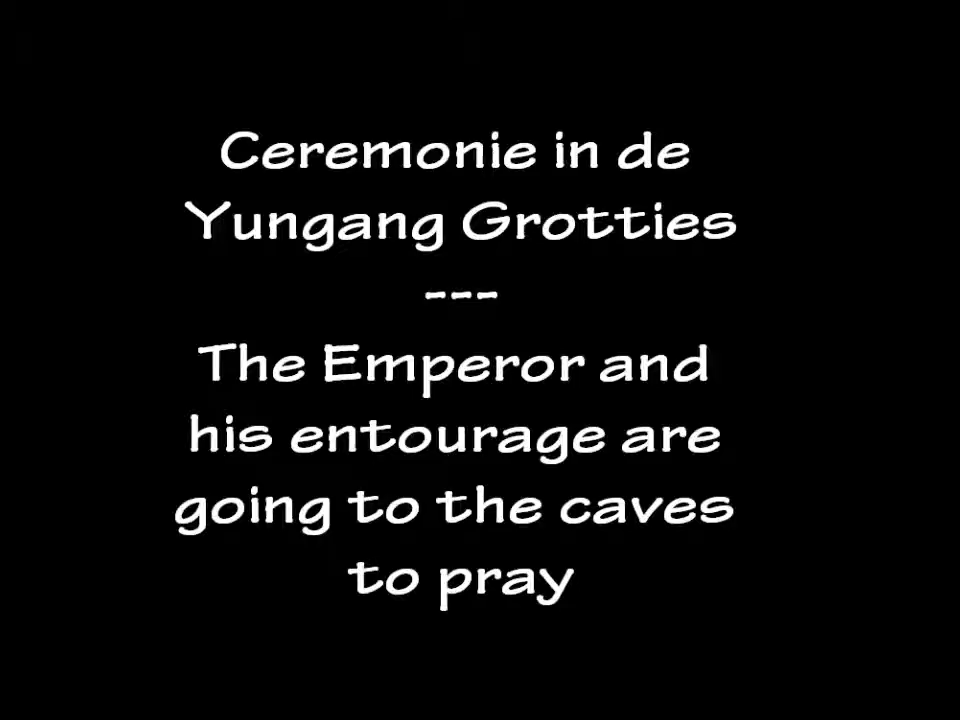 Ceremonie in de
Yungang Grotties
---
The Emperor and
his entourage are
going to the caves
to pray